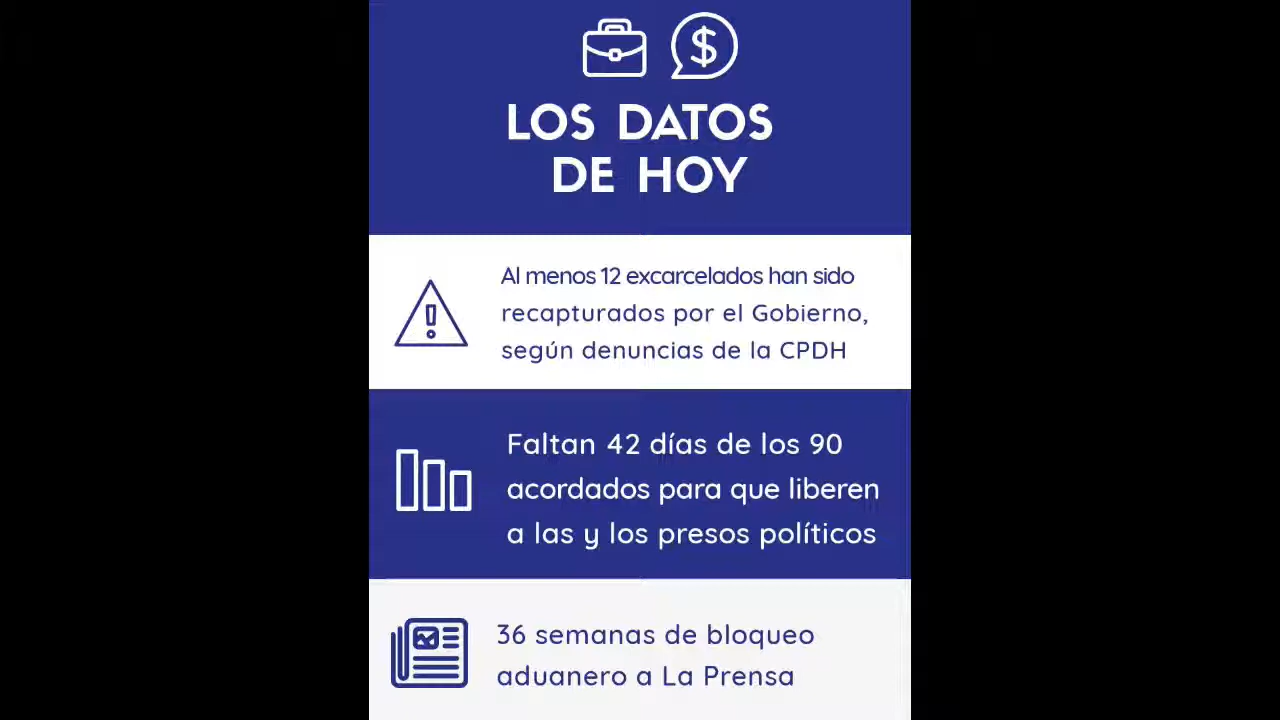 LOS DATOS
DE HOY
Al menos 12 excarcelados han sido
recapturados por el Gobierno,
según denuncias de la CPDH
Faltan 42 días de los 90
acordados para que liberen
a las y los presos políticos
36 semanas de bloqueo
aduanero a La Prensa